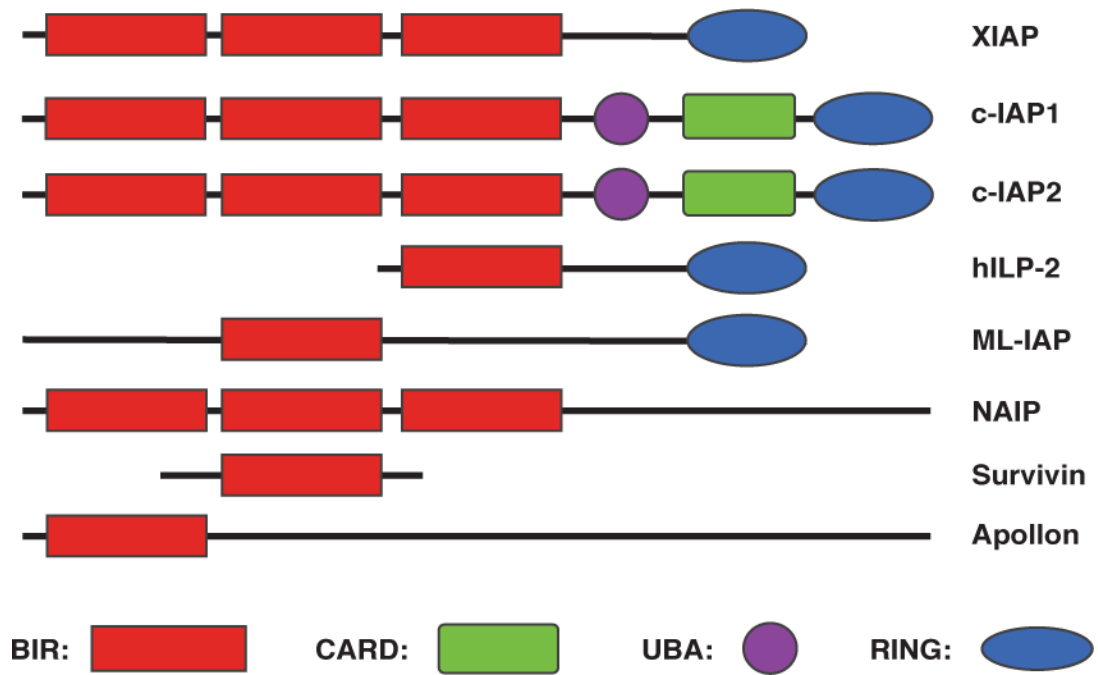 XIAP
c-IAP1
c-IAP2
hILP-2
ML-IAP
NAIP
Survivin
Apollon
BIR: CARD: UBA: RING: